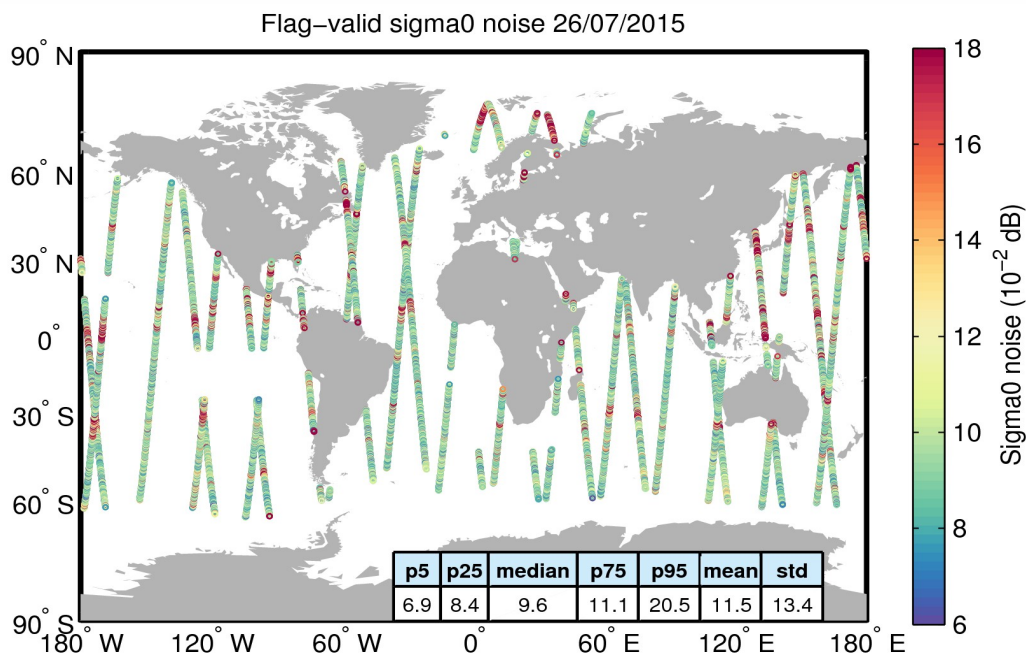 Flag−valid sigma0 noise 26/07/2015
90° N
60° N
30° N
0°
30° S
60° S
90° S
180° W
120° W
60° W
0°
60° E
120° E
180° E
p5 p25 median p75 p95 mean std
6.9 8.4 9.6 11.1 20.5 11.5 13.4
18
16
14
12
10
8
6
Sigma0 noise (10⁻² dB)